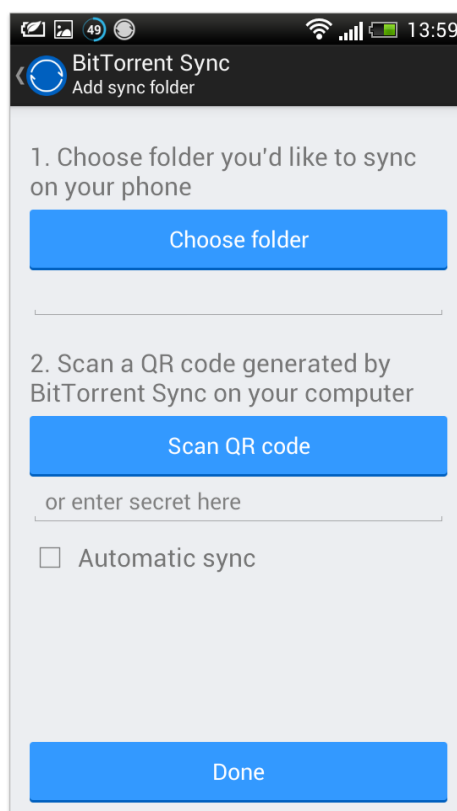 49 13:59
BitTorrent Sync
Add sync folder
1. Choose folder you'd like to sync
on your phone
Choose folder
2. Scan a QR code generated by
BitTorrent Sync on your computer
Scan QR code
or enter secret here
Automatic sync
Done